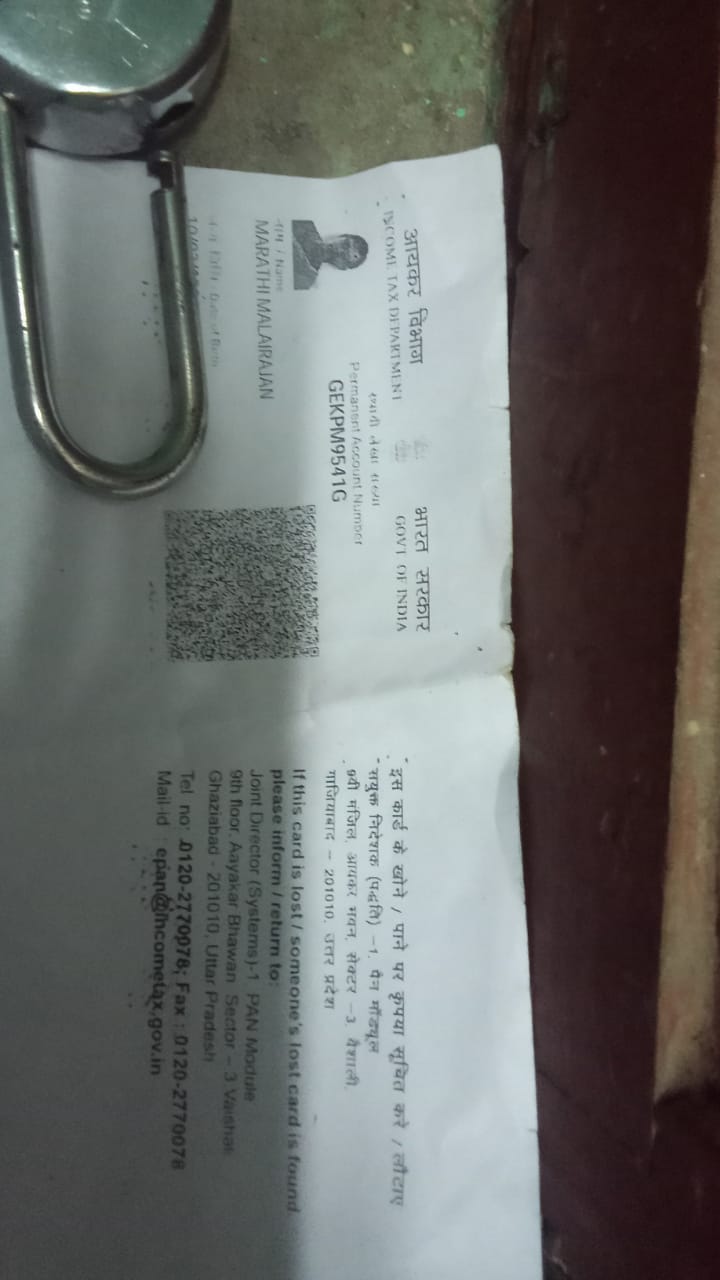 आयकर विभाग
INCOME TAX DEPARTMENT
भारत सरकार
GOVT OF INDIA
Permanent Account Number
GEKPM9541G
नाम / Name
MARATHI MALAIRAJAN
Date of Birth
इस कार्ड के खोने / पाने पर कृपया सूचित करें / लौटाएं
संयुक्त निदेशक (पद्धति) –1, पैन मॉड्यूल
9वीं मंजिल, आयकर भवन, सेक्टर – 3, वैशाली,
गाजियाबाद – 201010, उत्तर प्रदेश
If this card is lost / someone's lost card is found,
please inform / return to:
Joint Director (Systems)-1 PAN Module
9th floor, Aayakar Bhawan Sector – 3 Vaishali
Ghaziabad - 201010, Uttar Pradesh
Tel no: 0120-2770078; Fax : 0120-2770078
Mail-id : epan@incometax.gov.in